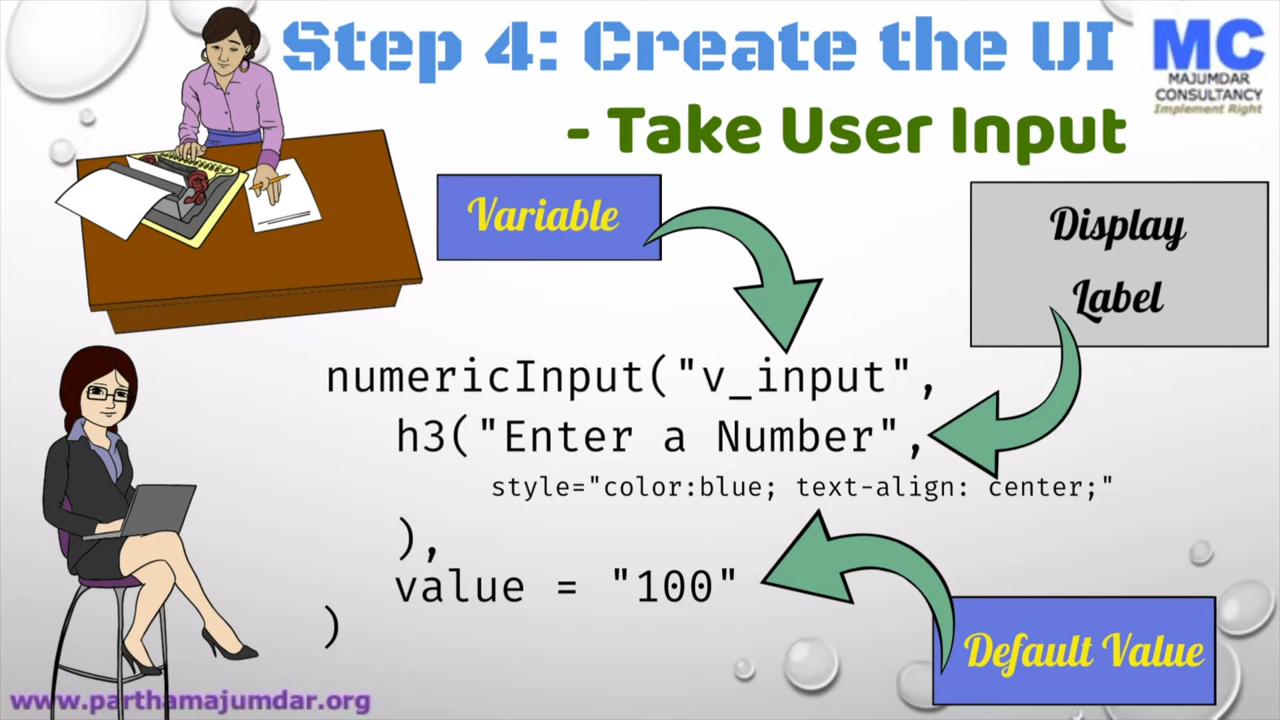 Step 4: Create the UI
- Take User Input
MC
MAJUMDAR
CONSULTANCY
Implement Right
Variable
Display
Label
numericInput("v_input",
h3("Enter a Number",
style="color:blue; text-align: center;"
),
value = "100"
)
Default Value
www.parthamajumdar.org